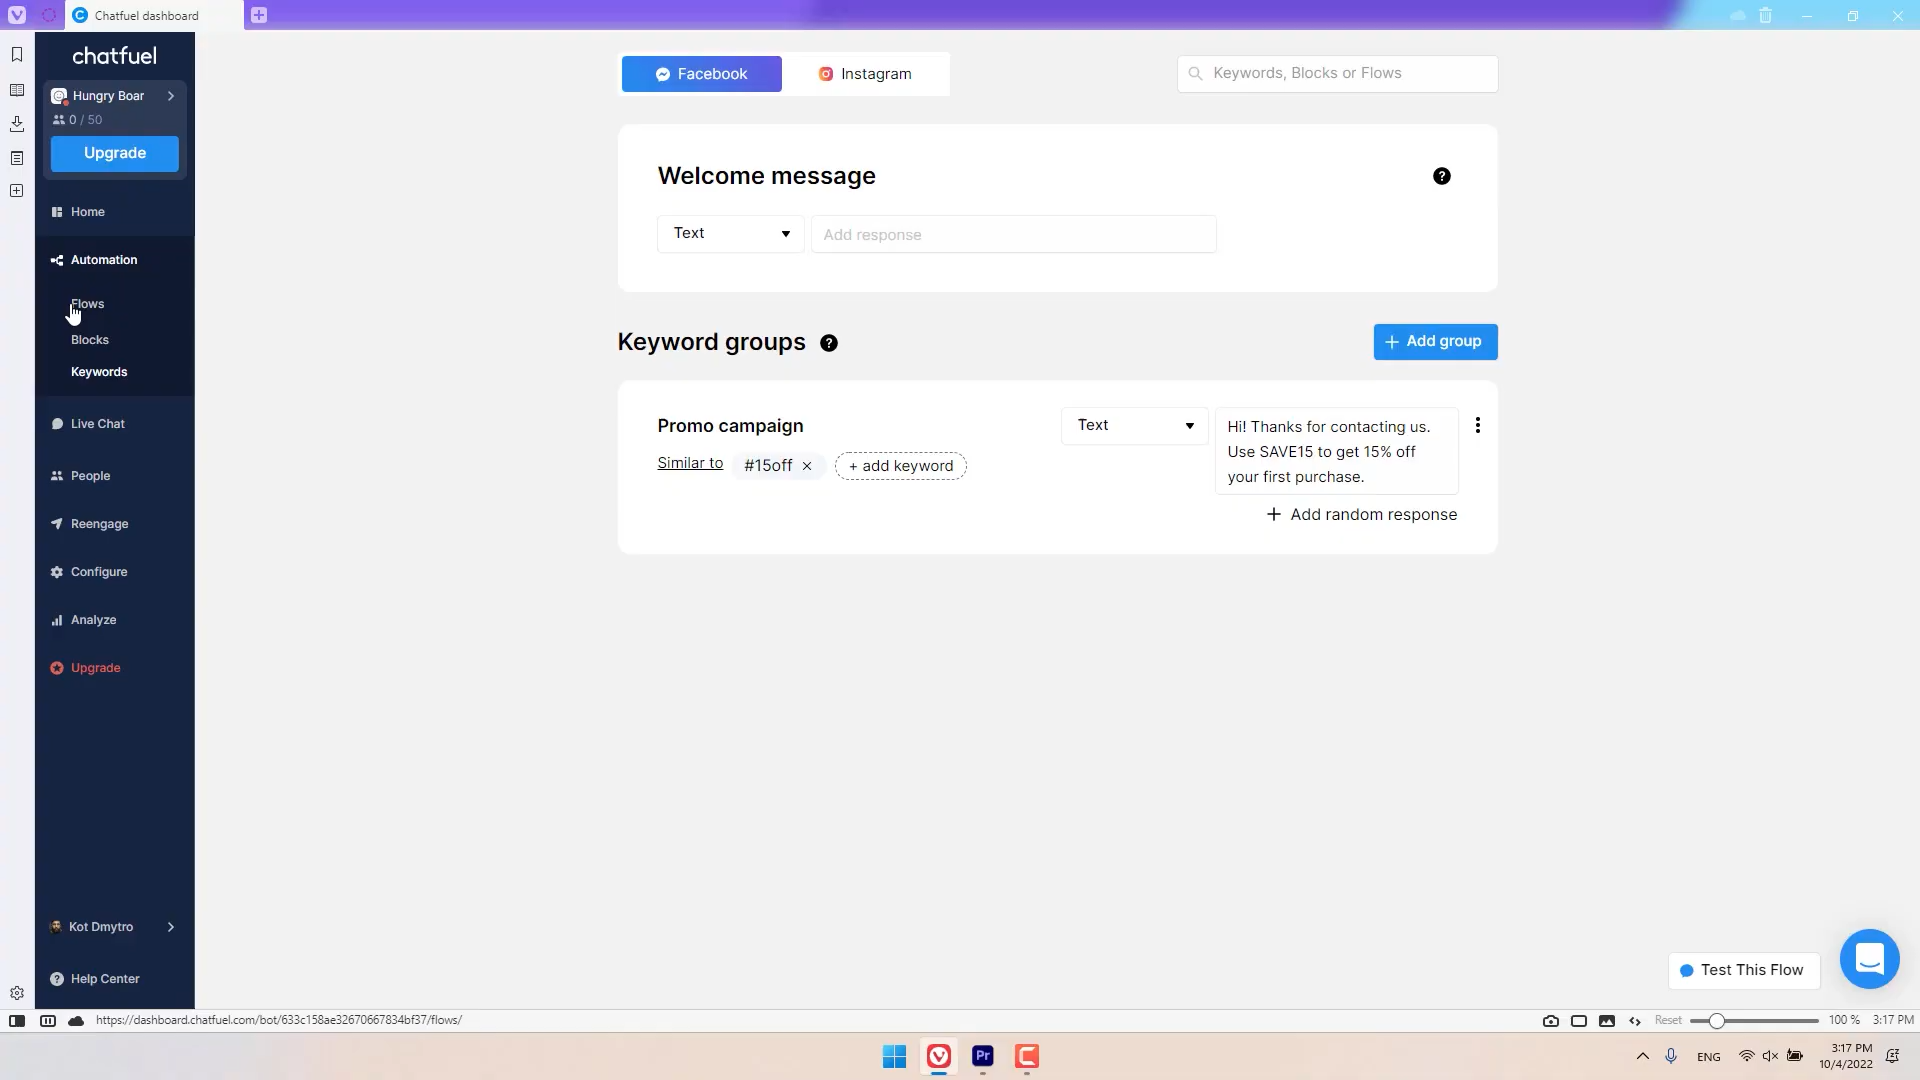 Chatfuel dashboard
chatfuel
Hungry Boar
0 / 50
Upgrade
Home
Automation
Flows
Blocks
Keywords
Live Chat
People
Reengage
Configure
Analyze
Upgrade
Kot Dmytro
Help Center
Facebook
Instagram
Keywords, Blocks or Flows
Welcome message
Text
Add response
Keyword groups
+ Add group
Promo campaign
Similar to
#15off ×
+ add keyword
Text
Hi! Thanks for contacting us.
Use SAVE15 to get 15% off
your first purchase.
+ Add random response
Test This Flow
https://dashboard.chatfuel.com/bot/633c158ae32670667834bf37/flows/
Reset
100 %
3:17 PM
Pr
ENG
3:17 PM
10/4/2022